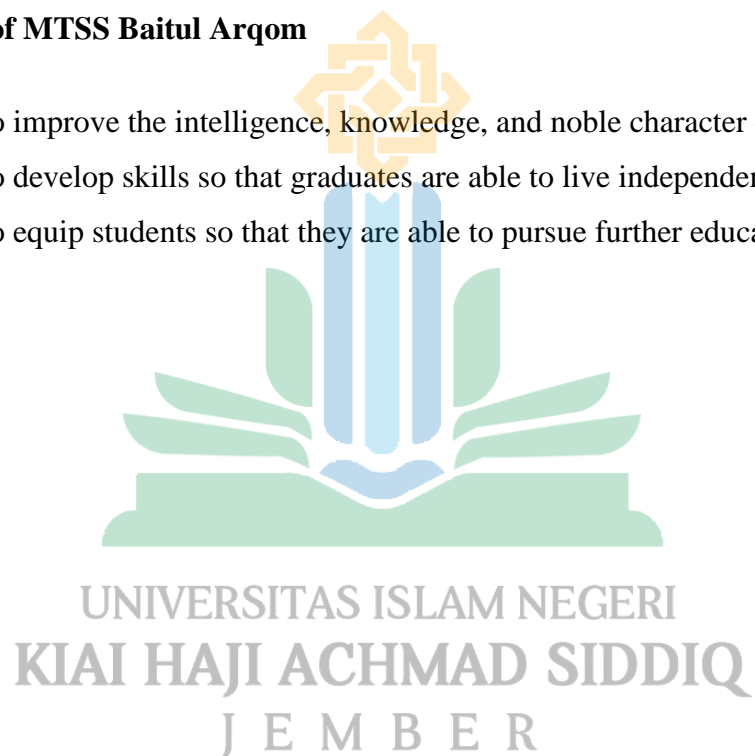 of MTSS Baitul Arqom
o improve the intelligence, knowledge, and noble character
o develop skills so that graduates are able to live independen
o equip students so that they are able to pursue further educa
UNIVERSITAS ISLAM NEGERI
KIAI HAJI ACHMAD SIDDIQ
J E M B E R